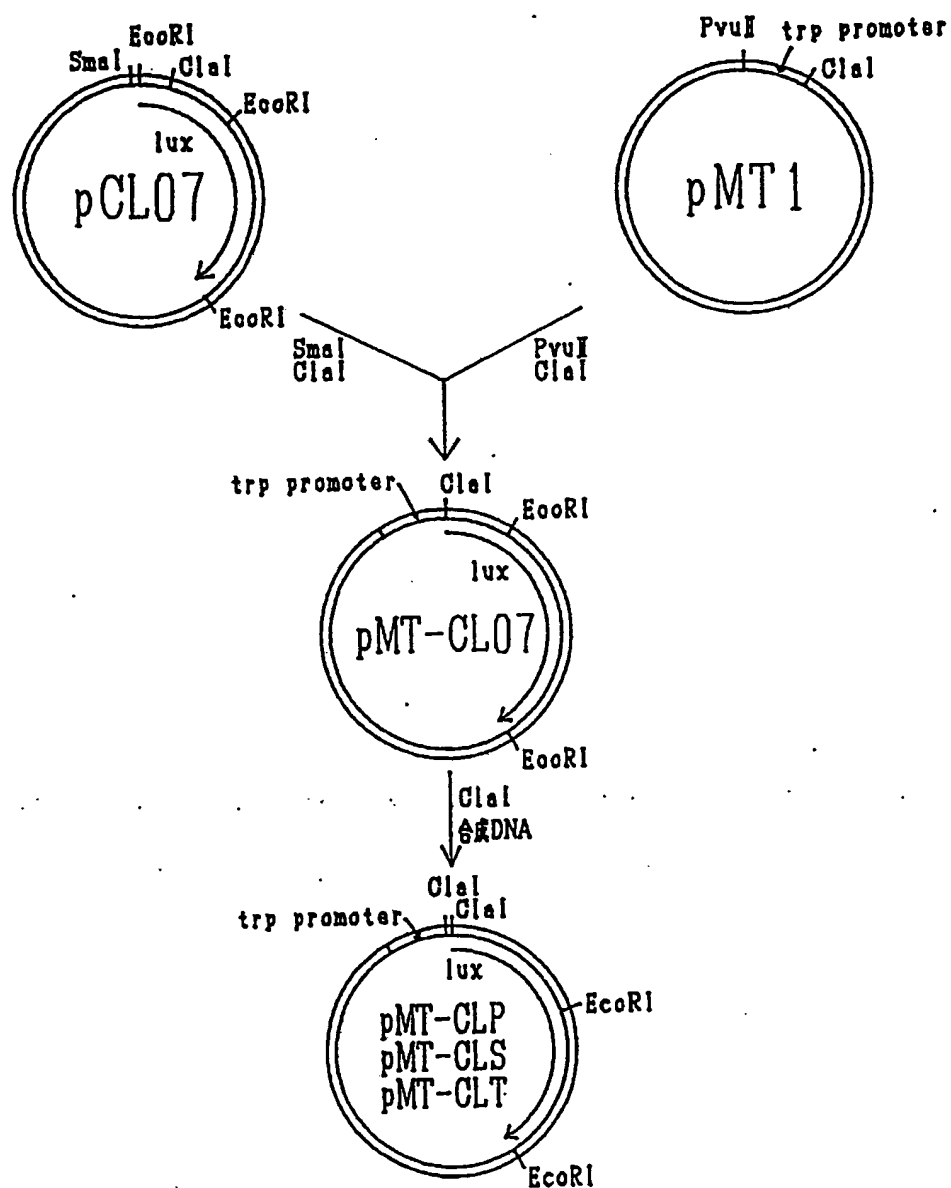 EcoRI
SmaI
ClaI
EcoRI
lux
pCL07
EcoRI
PvuⅡ
trp promoter
ClaI
pMT1
SmaI
ClaI
PvuⅡ
ClaI
trp promoter
ClaI
EcoRI
lux
pMT-CL07
EcoRI
ClaI
合成DNA
ClaI
ClaI
trp promoter
lux
EcoRI
pMT-CLP
pMT-CLS
pMT-CLT
EcoRI